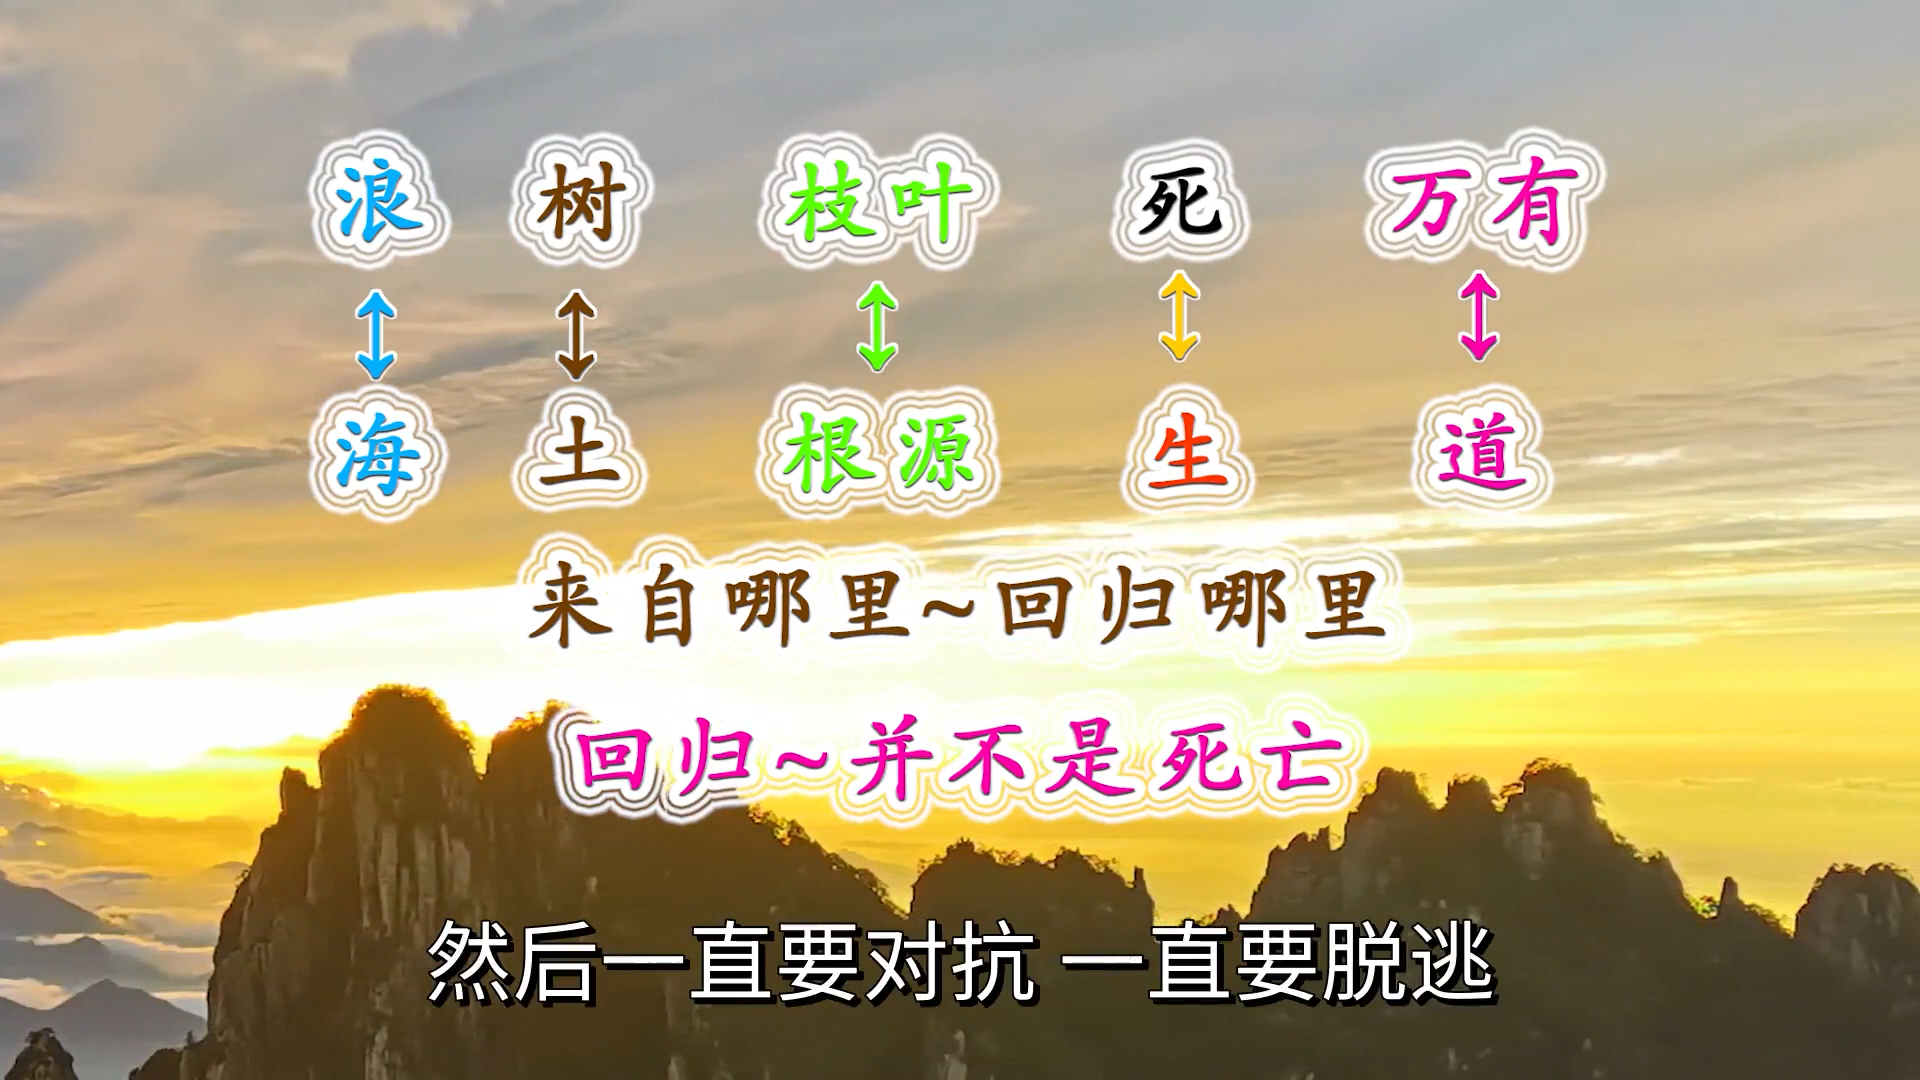 浪 树 枝叶 死 万有
↕ ↕ ↕ ↕ ↕
海 土 根源 生 道
来自哪里~回归哪里
回归~并不是死亡
然后一直要对抗 一直要脱逃